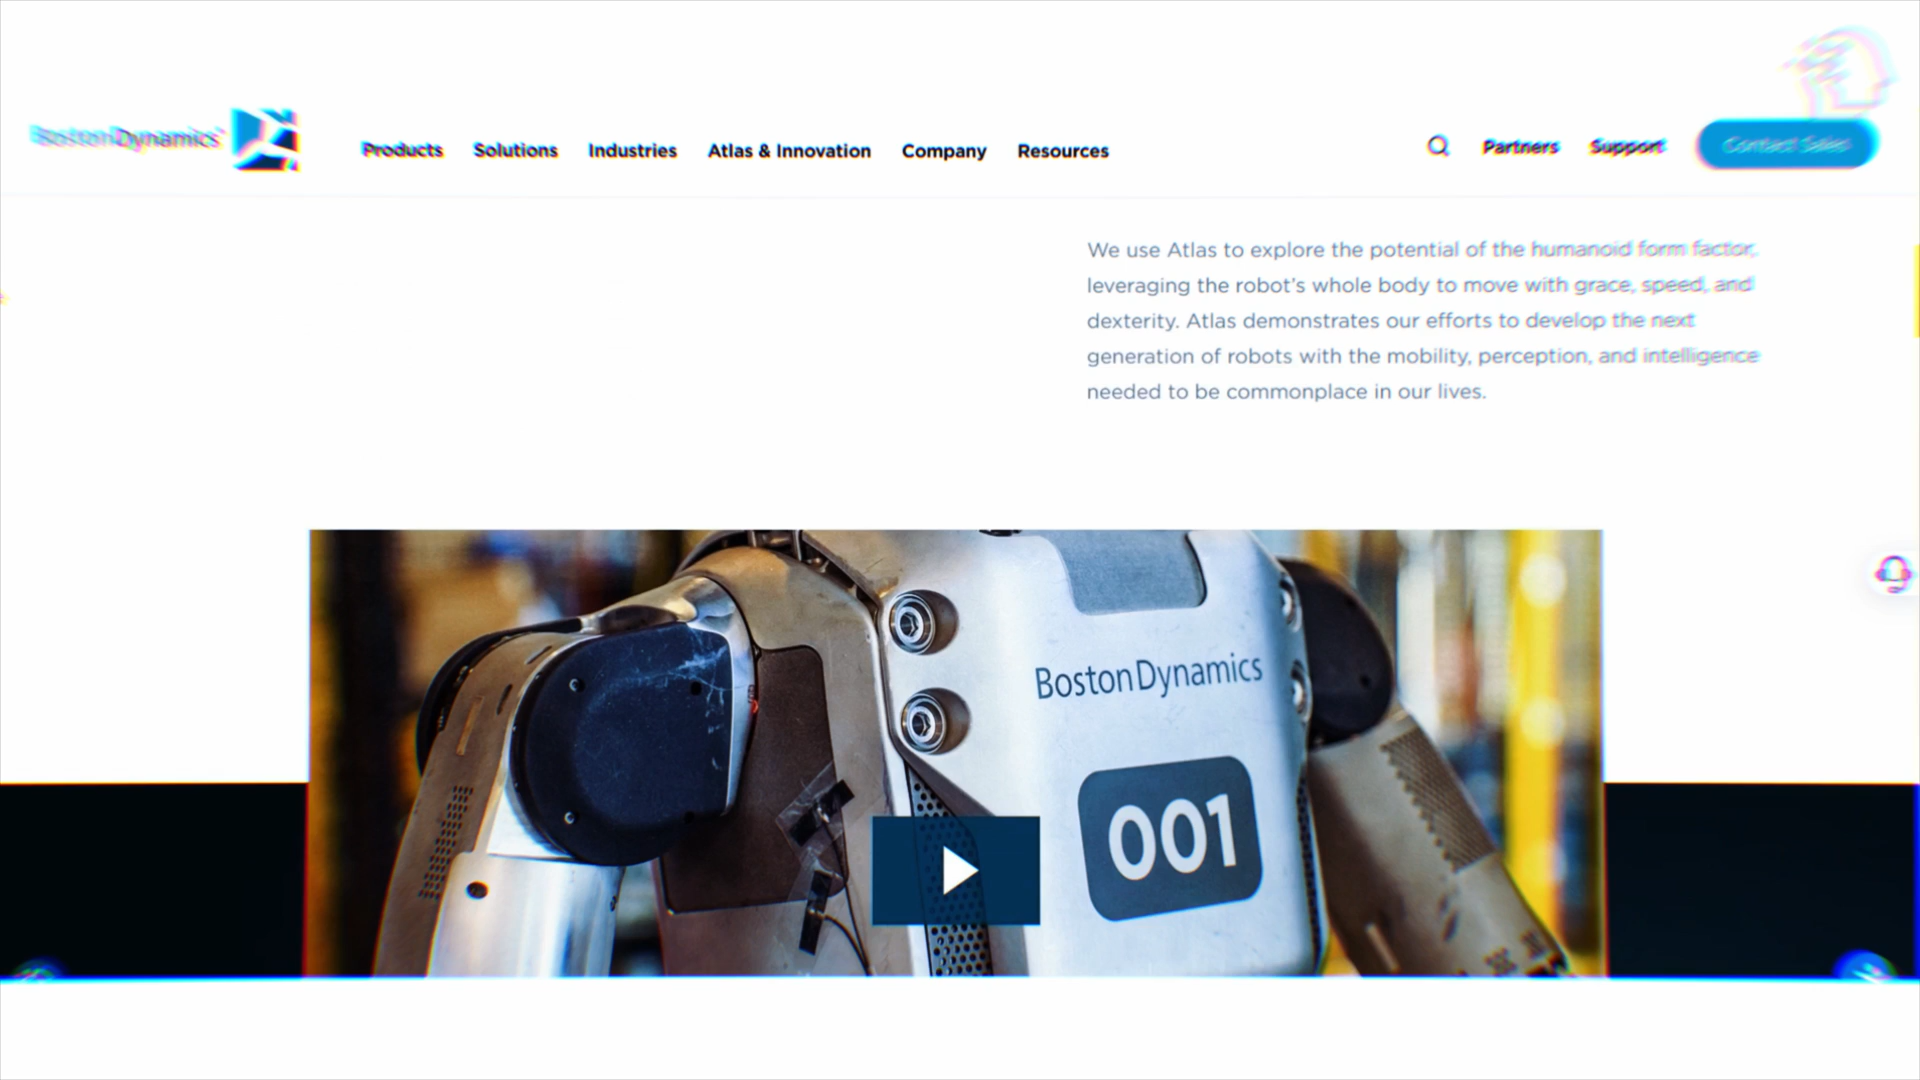 BostonDynamics
Products Solutions Industries Atlas & Innovation Company Resources
Partners Support Contact Sales
We use Atlas to explore the potential of the humanoid form factor,
leveraging the robot's whole body to move with grace, speed, and
dexterity. Atlas demonstrates our efforts to develop the next
generation of robots with the mobility, perception, and intelligence
needed to be commonplace in our lives.
BostonDynamics
001